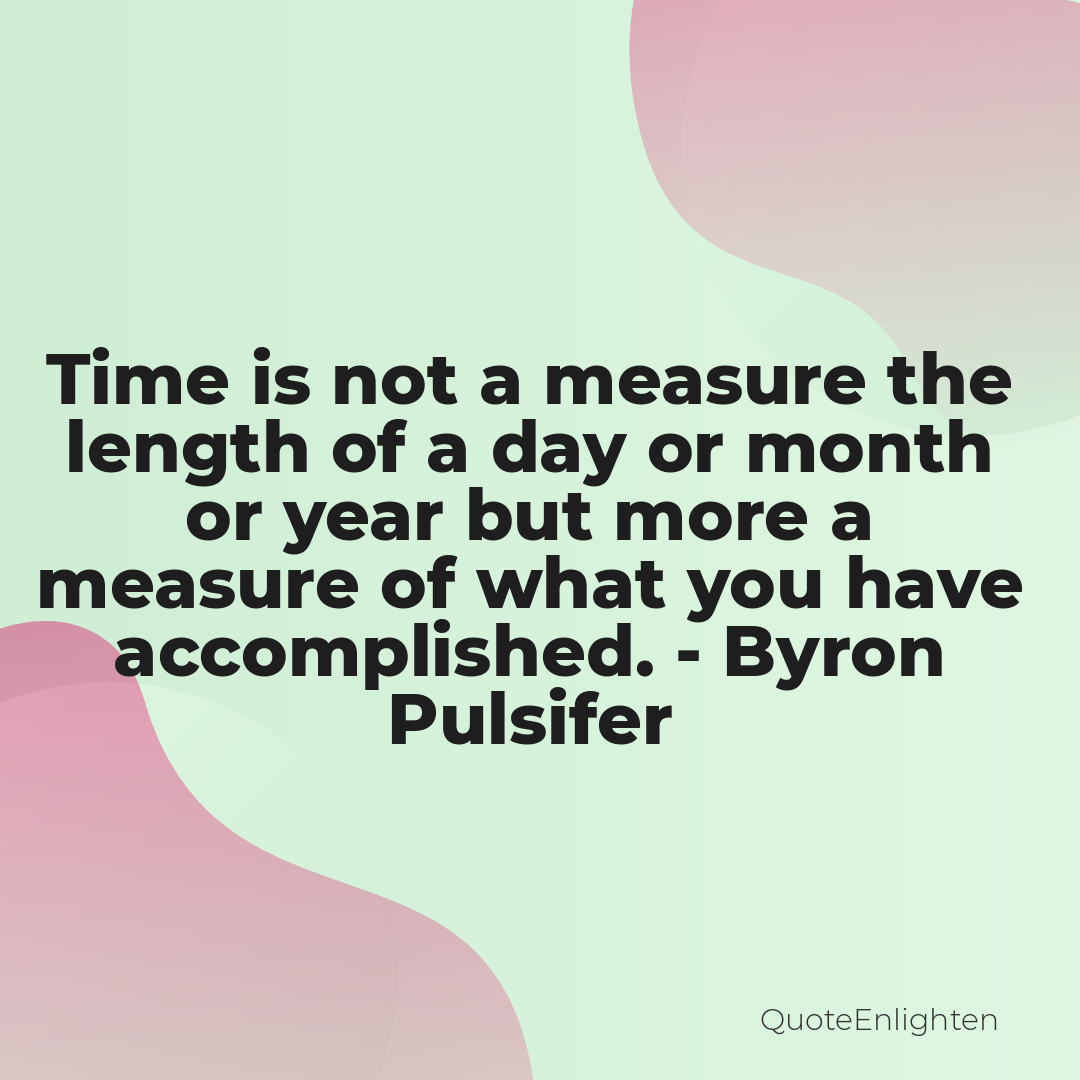 Time is not a measure the
length of a day or month
or year but more a
measure of what you have
accomplished. - Byron
Pulsifer
QuoteEnlighten